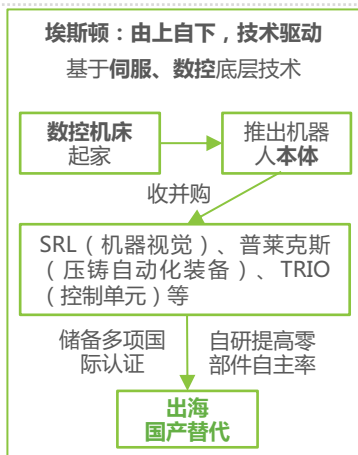 埃斯顿：由上自下，技术驱动
基于伺服、数控底层技术
数控机床
起家
推出机器
人本体
收并购
SRL（机器视觉）、普莱克斯
（压铸自动化装备）、TRIO
（控制单元）等
储备多项国
际认证
自研提高零
部件自主率
出海
国产替代